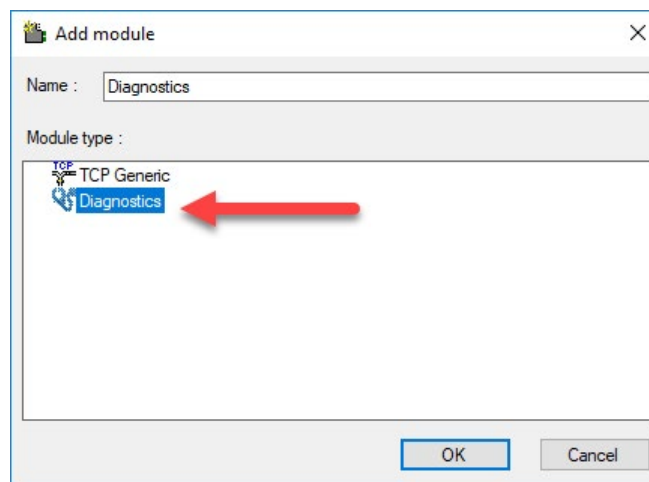 Add module
Name : Diagnostics
Module type :
TCP TCP Generic
Diagnostics
OK Cancel